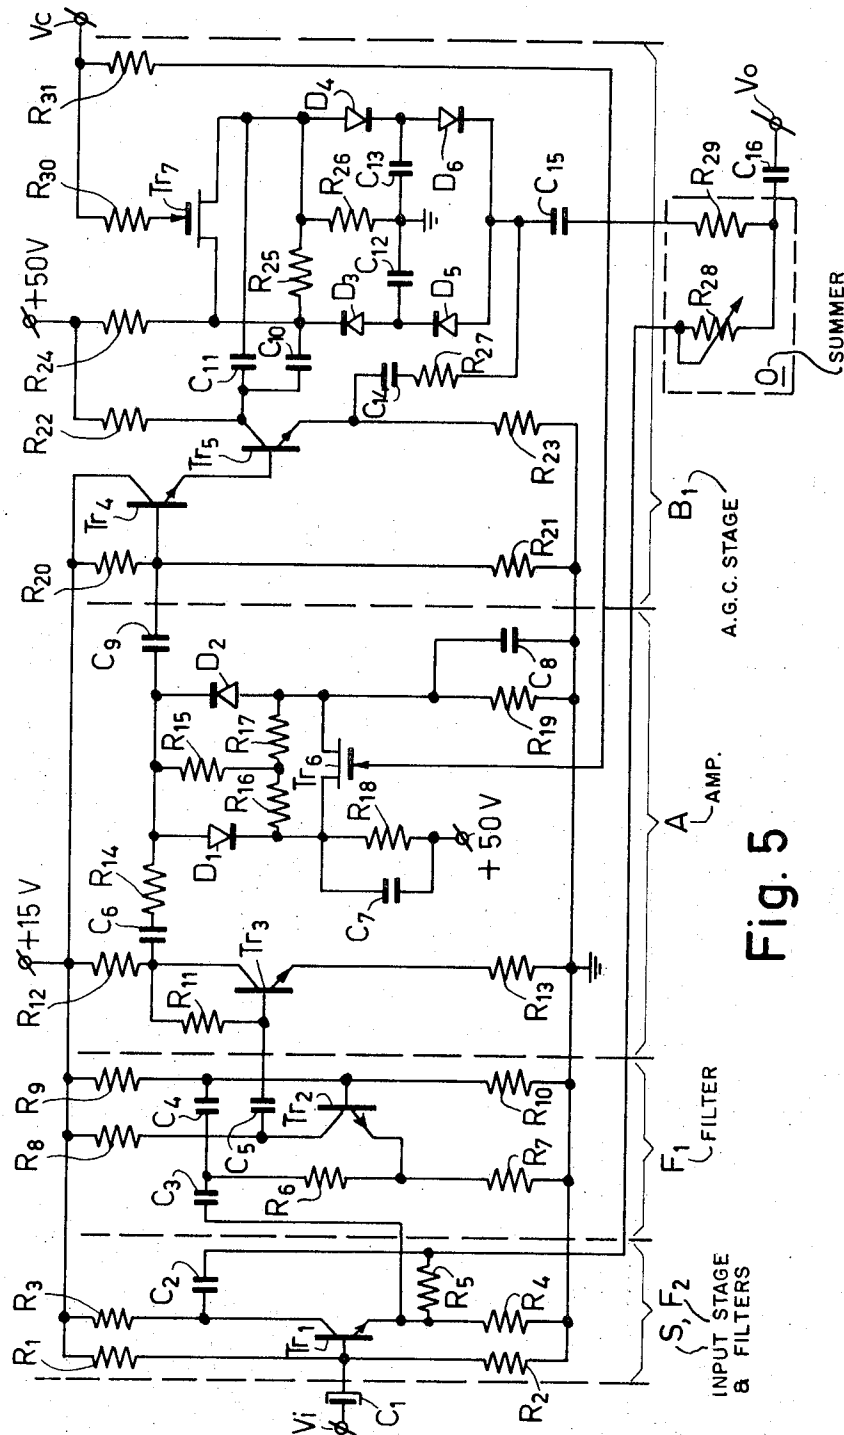 Vi
C1
R1
R3
R2
Tr1
C2
R5
R4
S, F2
INPUT STAGE
& FILTERS
C3
R8
R9
C4
C5
R6
Tr2
R7
R10
F1
FILTER
+15 V
R12
R11
C6
R14
Tr3
R13
D1
R16
R15
R17
D2
C9
Tr6
R18
C7
+50V
R19
C8
A
AMP.
R20
Tr4
R21
Tr5
R22
R24
+50V
C11
C10
R25
R23
C14
R27
D3
D5
C12
R26
C13
D4
D6
R30
Tr7
R31
Vc
C15
B1
A.G.C. STAGE
R28
R29
C16
Vo
O
SUMMER
Fig. 5